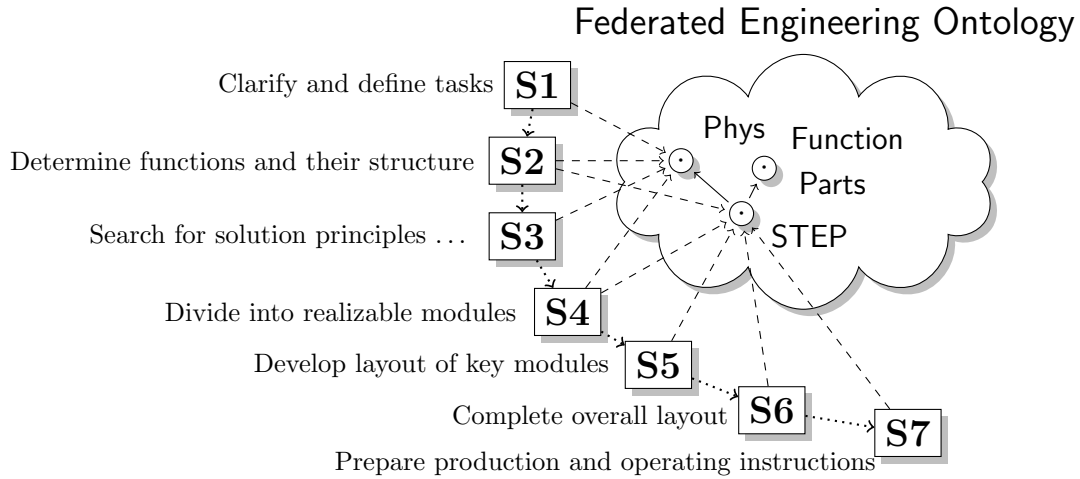 Federated Engineering Ontology
Clarify and define tasks S1
Phys
Function
Determine functions and their structure S2
Parts
Search for solution principles ... S3
STEP
Divide into realizable modules S4
Develop layout of key modules S5
Complete overall layout S6
S7
Prepare production and operating instructions